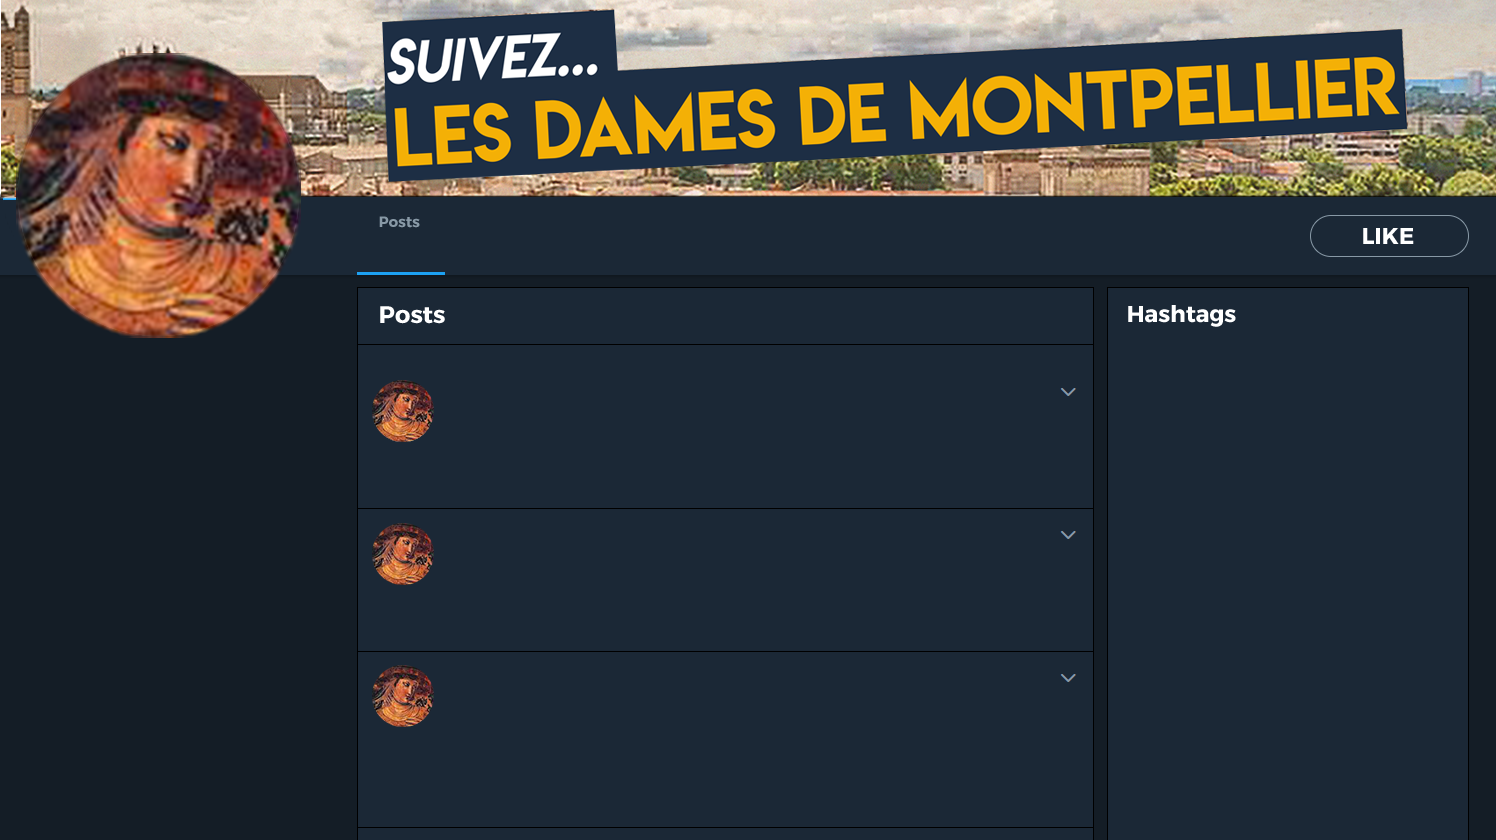 SUIVEZ...
LES DAMES DE MONTPELLIER
Posts
LIKE
Posts
Hashtags